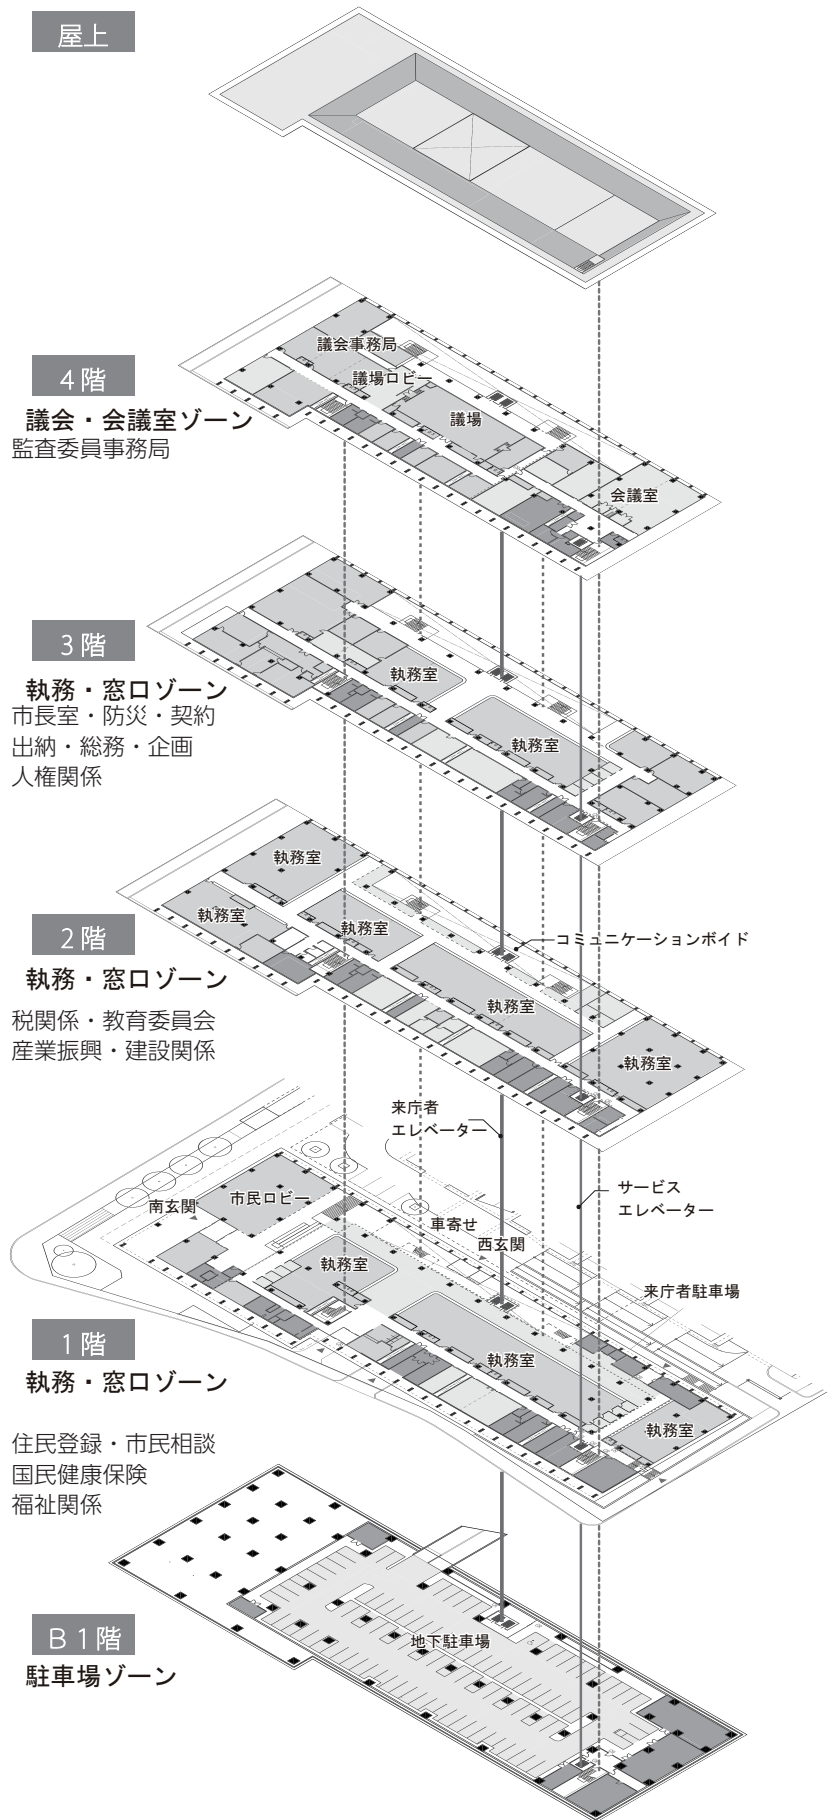 屋上
4階
議会・会議室ゾーン
監査委員事務局
議会事務局
議場ロビー
議場
会議室
3階
執務・窓口ゾーン
市長室・防災・契約
出納・総務・企画
人権関係
執務室
執務室
2階
執務・窓口ゾーン
税関係・教育委員会
産業振興・建設関係
執務室
執務室
執務室
執務室
執務室
コミュニケーションボイド
来庁者
エレベーター
サービス
エレベーター
南玄関
市民ロビー
車寄せ
西玄関
来庁者駐車場
執務室
執務室
執務室
1階
執務・窓口ゾーン
住民登録・市民相談
国民健康保険
福祉関係
B1階
駐車場ゾーン
地下駐車場